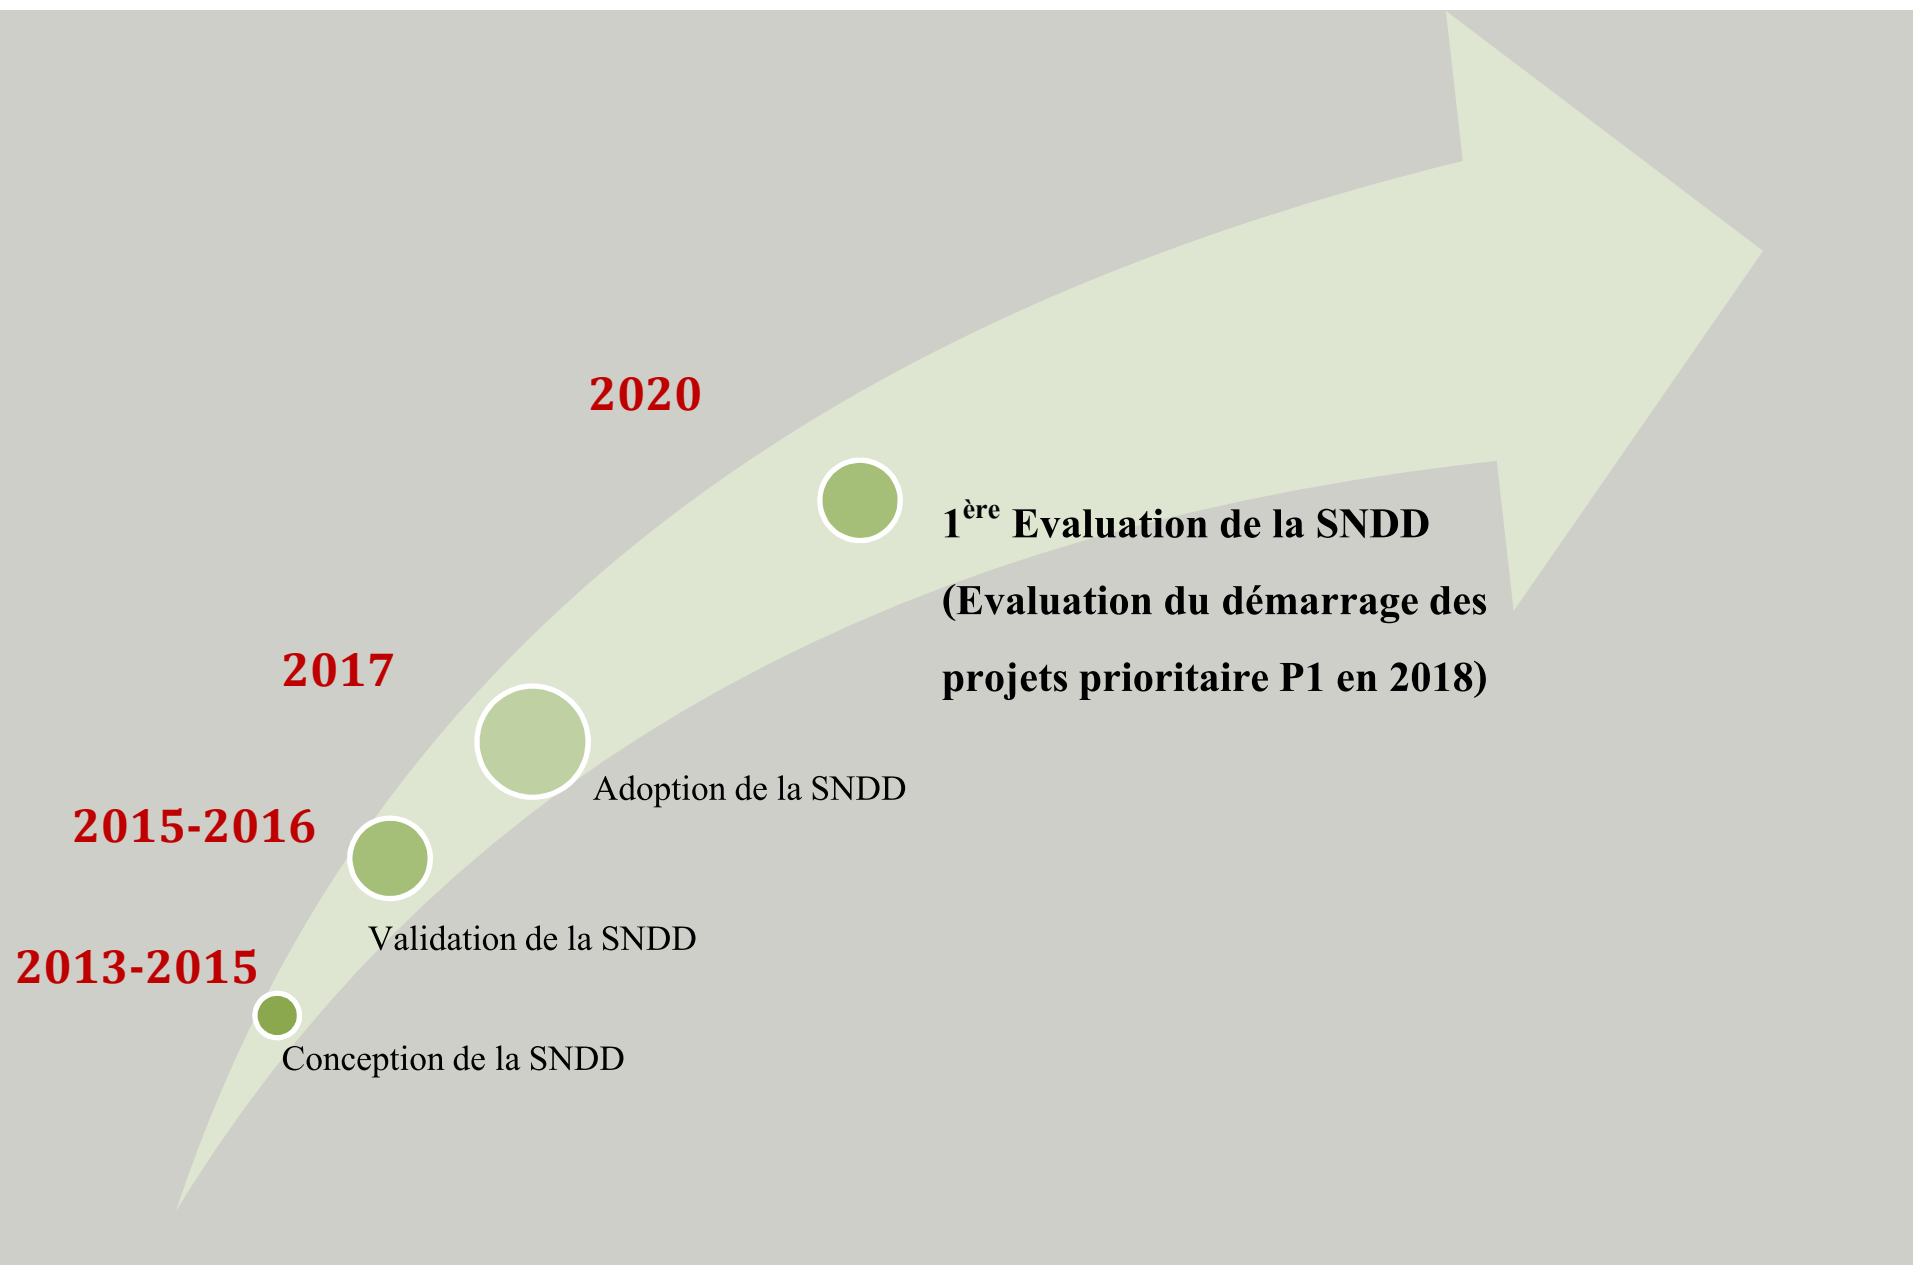 2020
1ère Evaluation de la SNDD
(Evaluation du démarrage des
projets prioritaire P1 en 2018)
2017
Adoption de la SNDD
2015-2016
Validation de la SNDD
2013-2015
Conception de la SNDD